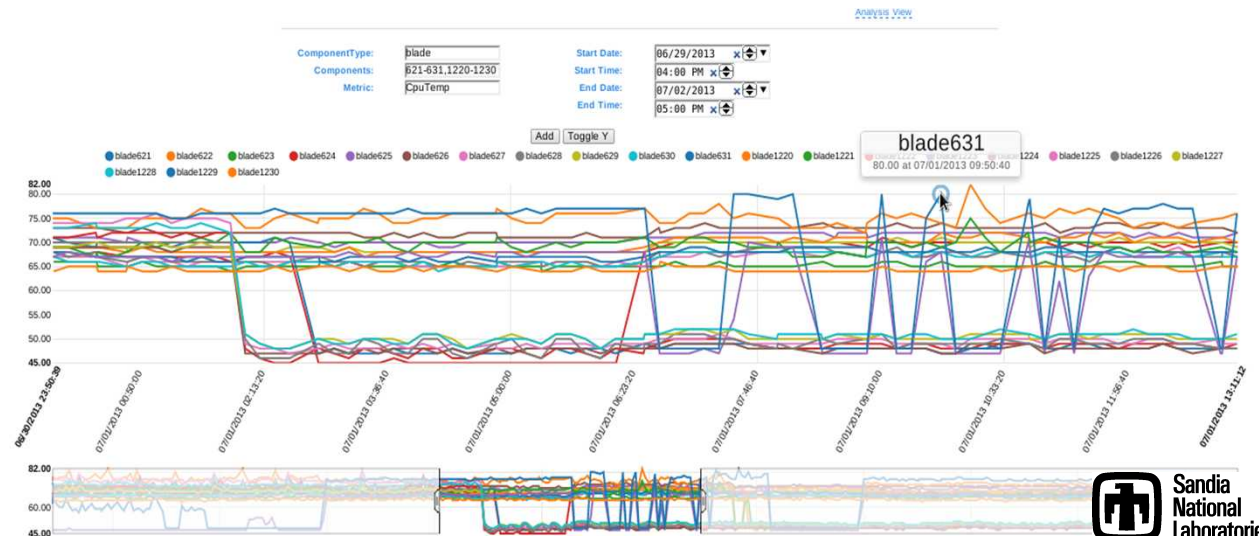 Analysis View
ComponentType: blade Start Date: 06/29/2013
Components: 621-631,1220-1230 Start Time: 04:00 PM
Metric: CpuTemp End Date: 07/02/2013
End Time: 05:00 PM
Add Toggle Y
blade631
80.00 at 07/01/2013 09:50:40
blade621 blade622 blade623 blade624 blade625 blade626 blade627 blade628 blade629 blade630 blade631 blade1220 blade1221 blade1222 blade1223 1224 blade1225 blade1226 blade1227
blade1228 blade1229 blade1230
82.00
80.00
75.00
70.00
65.00
60.00
55.00
50.00
45.00
06/30/2013 23:50:39
07/01/2013 00:50:00
07/01/2013 02:13:20
07/01/2013 03:36:40
07/01/2013 05:00:00
07/01/2013 06:23:20
07/01/2013 07:46:40
07/01/2013 09:10:00
07/01/2013 10:33:20
07/01/2013 11:56:40
07/01/2013 13:11:12
82.00
60.00
45.00
Sandia
National
Laboratorie